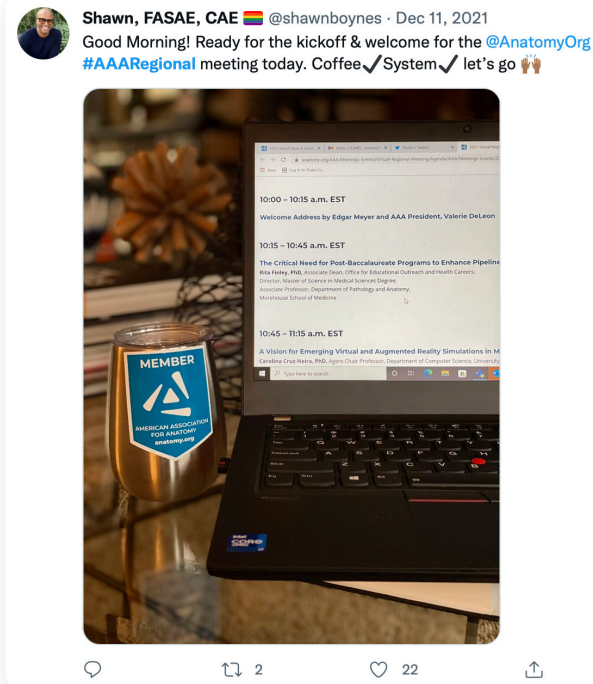 Shawn, FASAE, CAE 🏳️‍🌈 @shawnboynes · Dec 11, 2021
Good Morning! Ready for the kickoff & welcome for the @AnatomyOrg
#AAARegional meeting today. Coffee✔️System✔️ let's go 🙌🏾
10:00 - 10:15 a.m. EST
Welcome Address by Edgar Meyer and AAA President, Valerie DeLeon
10:15 - 10:45 a.m. EST
The Critical Need for Post-Baccalaureate Programs to Enhance Pipeline
Rita Finley, PhD, Associate Dean, Office for Educational Outreach and Health Careers;
Director, Master of Science in Medical Sciences Degree;
Associate Professor, Department of Pathology and Anatomy,
Morehouse School of Medicine
10:45 - 11:15 a.m. EST
A Vision for Emerging Virtual and Augmented Reality Simulations in M
Carolina Cruz-Neira, PhD, Agere Chair Professor, Department of Computer Science, University
Type here to search
MEMBER
AMERICAN ASSOCIATION
FOR ANATOMY
anatomy.org
intel
CORE
2
22